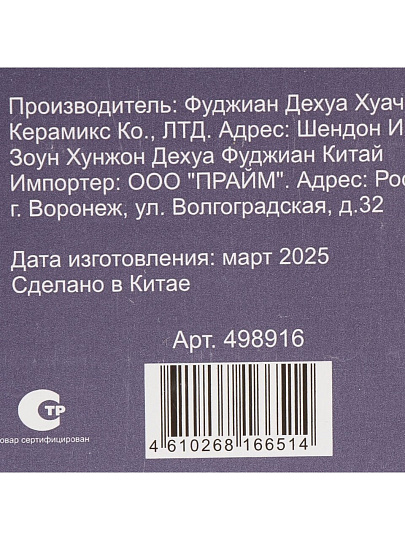 Производитель: Фуджиан Дехуа Хуач
Керамикс Ко., ЛТД. Адрес: Шендон И
Зоун Хунжон Дехуа Фуджиан Китай
Импортер: ООО "ПРАЙМ". Адрес: Рос
г. Воронеж, ул. Волгоградская, д.32
Дата изготовления: март 2025
Сделано в Китае
Арт. 498916
СТР
овар сертифицирован
4 610268 166514